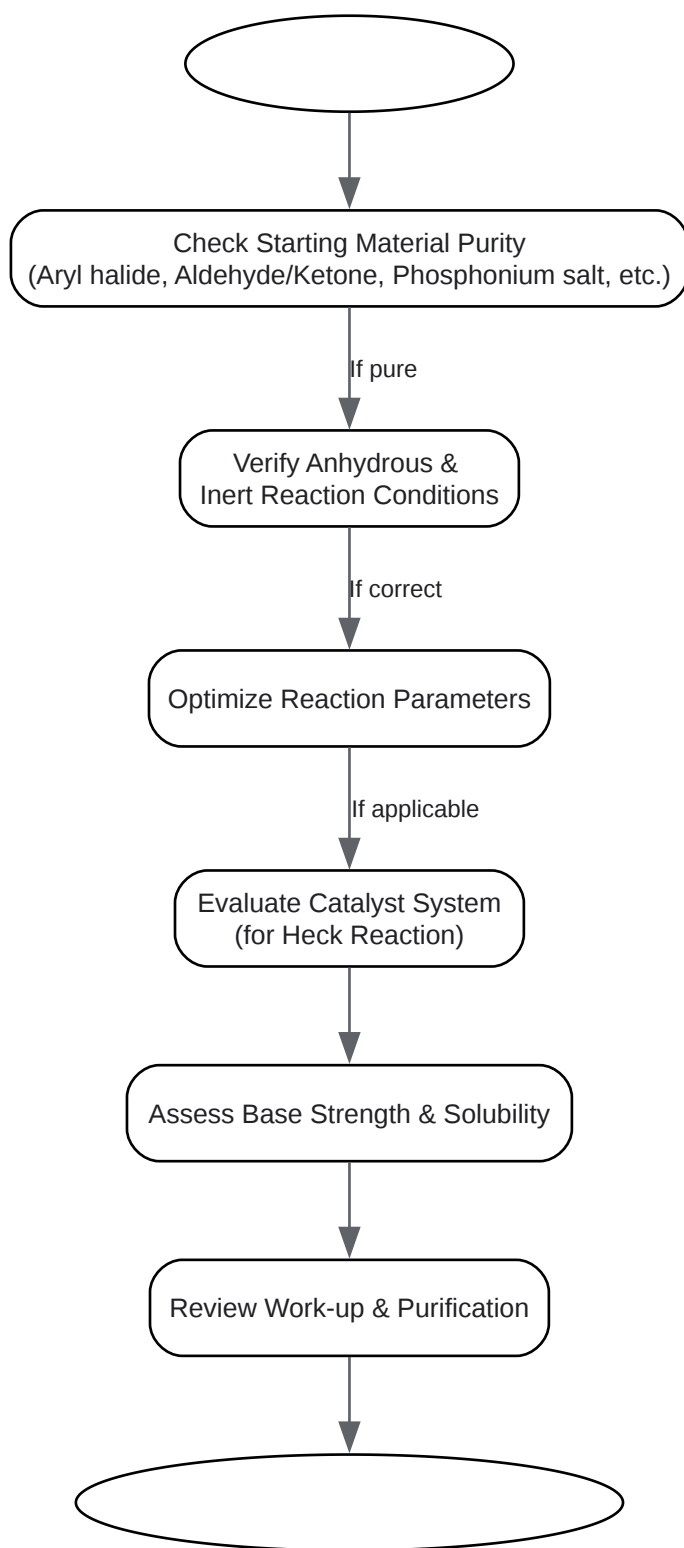 Check Starting Material Purity
(Aryl halide, Aldehyde/Ketone, Phosphonium salt, etc.)
If pure
Verify Anhydrous &
Inert Reaction Conditions
If correct
Optimize Reaction Parameters
If applicable
Evaluate Catalyst System
(for Heck Reaction)
Assess Base Strength & Solubility
Review Work-up & Purification